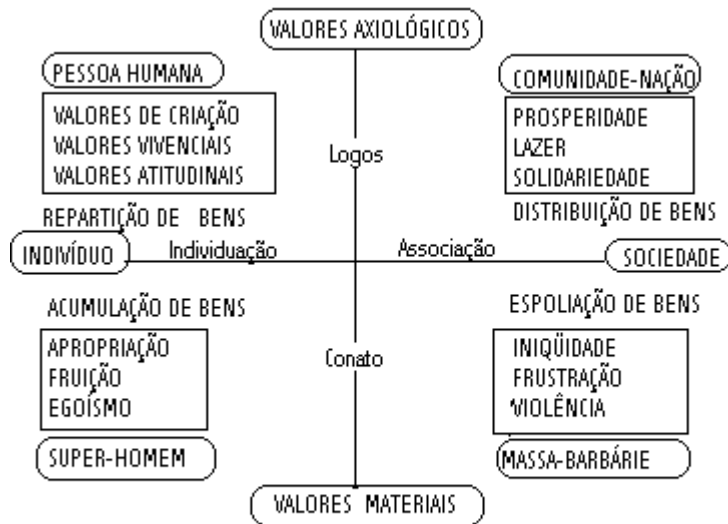 VALORES AXIOLÓGICOS
PESSOA HUMANA
VALORES DE CRIAÇÃO
VALORES VIVENCIAIS
VALORES ATITUDINAIS
REPARTIÇÃO DE BENS
COMUNIDADE-NAÇÃO
PROSPERIDADE
LAZER
SOLIDARIEDADE
DISTRIBUIÇÃO DE BENS
Logos
INDIVÍDUO
Individuação
Associação
SOCIEDADE
ACUMULAÇÃO DE BENS
APROPRIAÇÃO
FRUIÇÃO
EGOÍSMO
SUPER-HOMEM
Conato
ESPOLIAÇÃO DE BENS
INIQÜIDADE
FRUSTRAÇÃO
VIOLÊNCIA
MASSA-BARBÁRIE
VALORES MATERIAIS